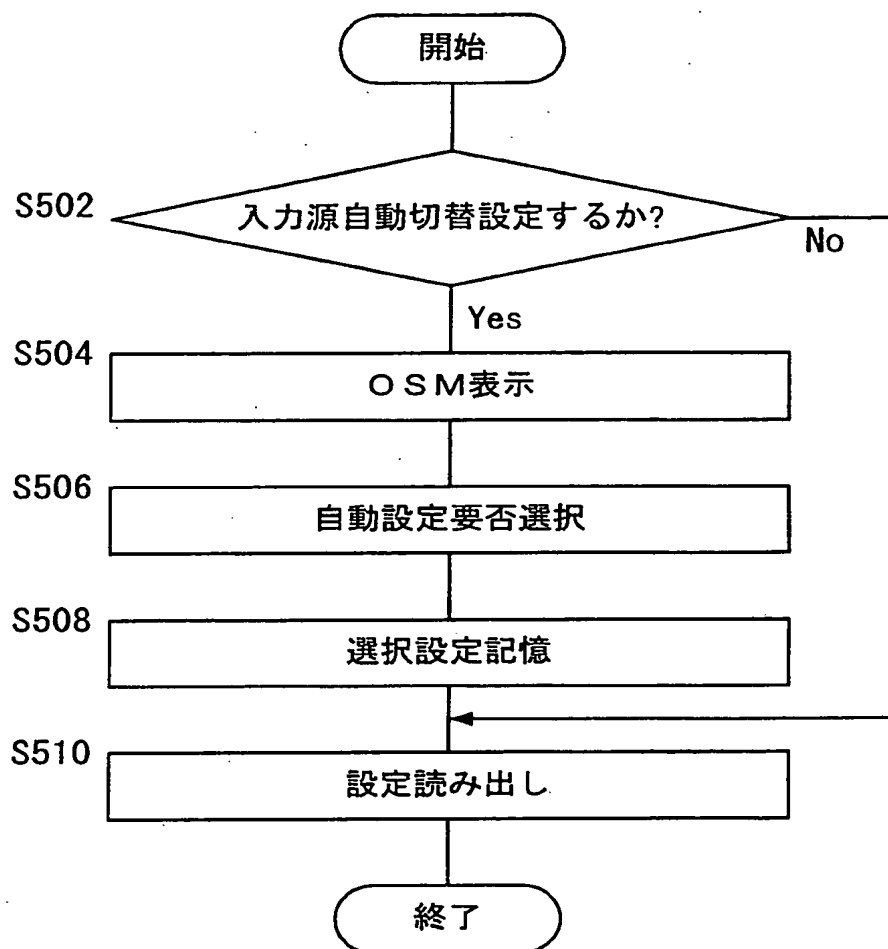 開始
S502
入力源自動切替設定するか?
No
Yes
S504
OSM表示
S506
自動設定要否選択
S508
選択設定記憶
S510
設定読み出し
終了